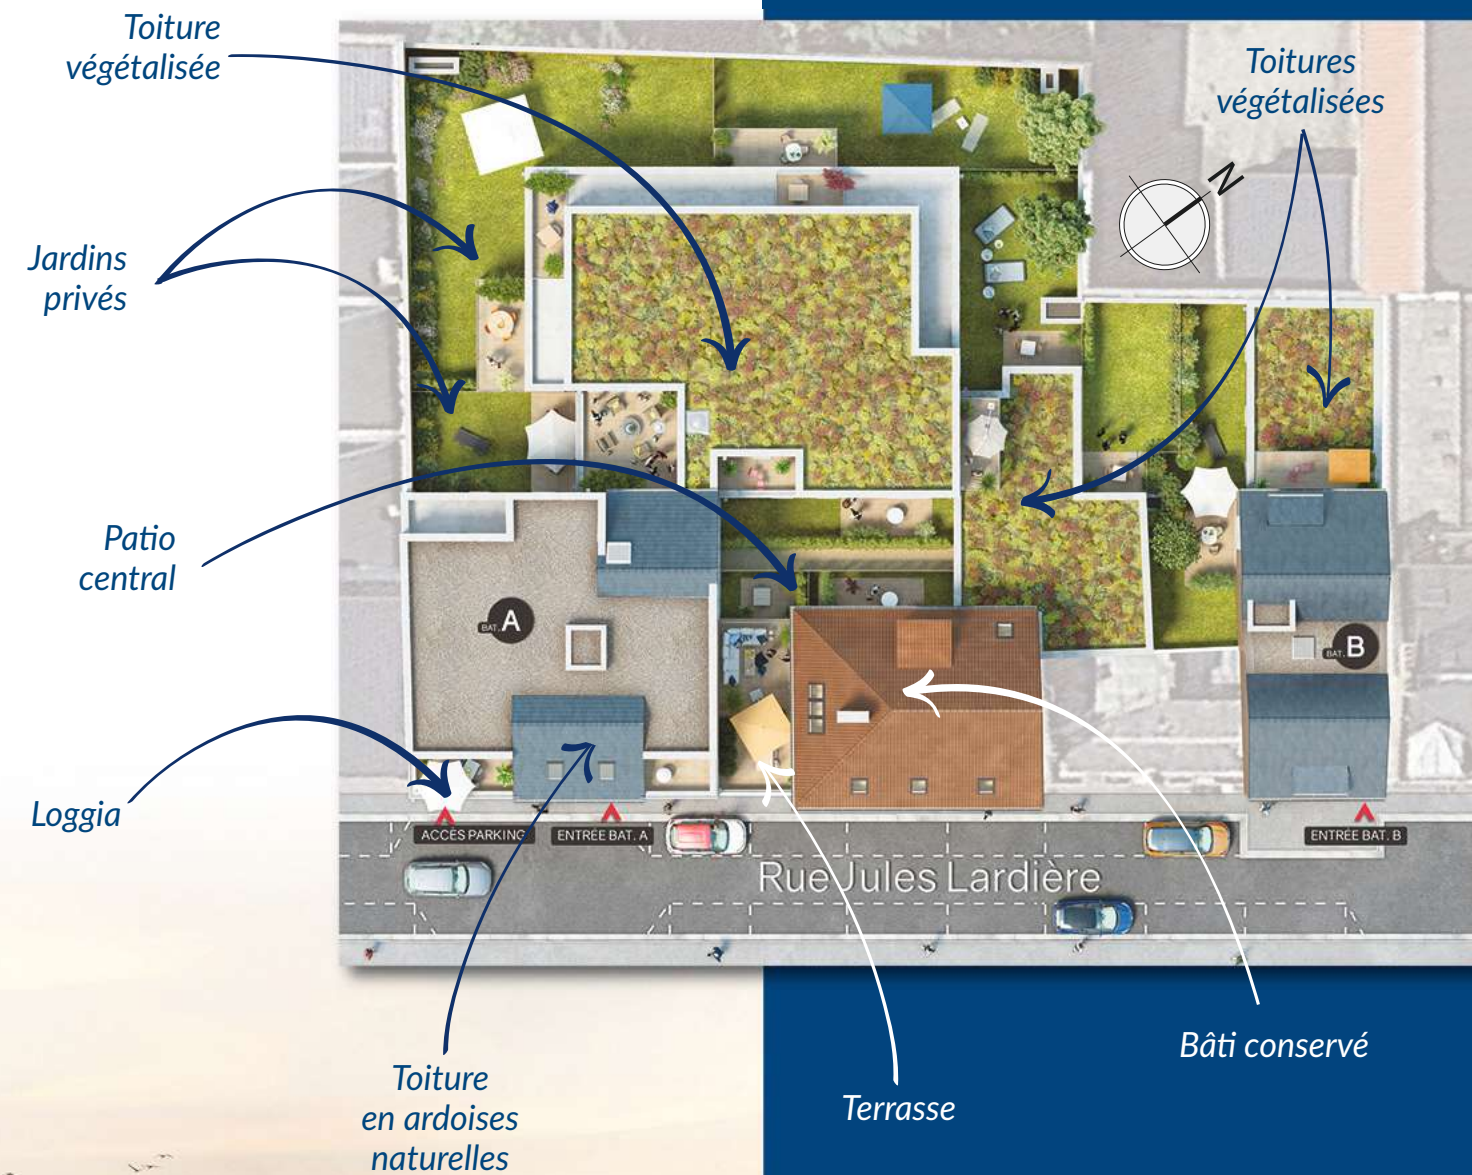 Toiture
végétalisée
Toitures
végétalisées
N
Jardins
privés
Patio
central
BAT. A
BAT. B
Loggia
ACCÈS PARKING
ENTRÉE BAT. A
ENTRÉE BAT. B
Rue Jules Lardière
Bâti conservé
Toiture
en ardoises
naturelles
Terrasse